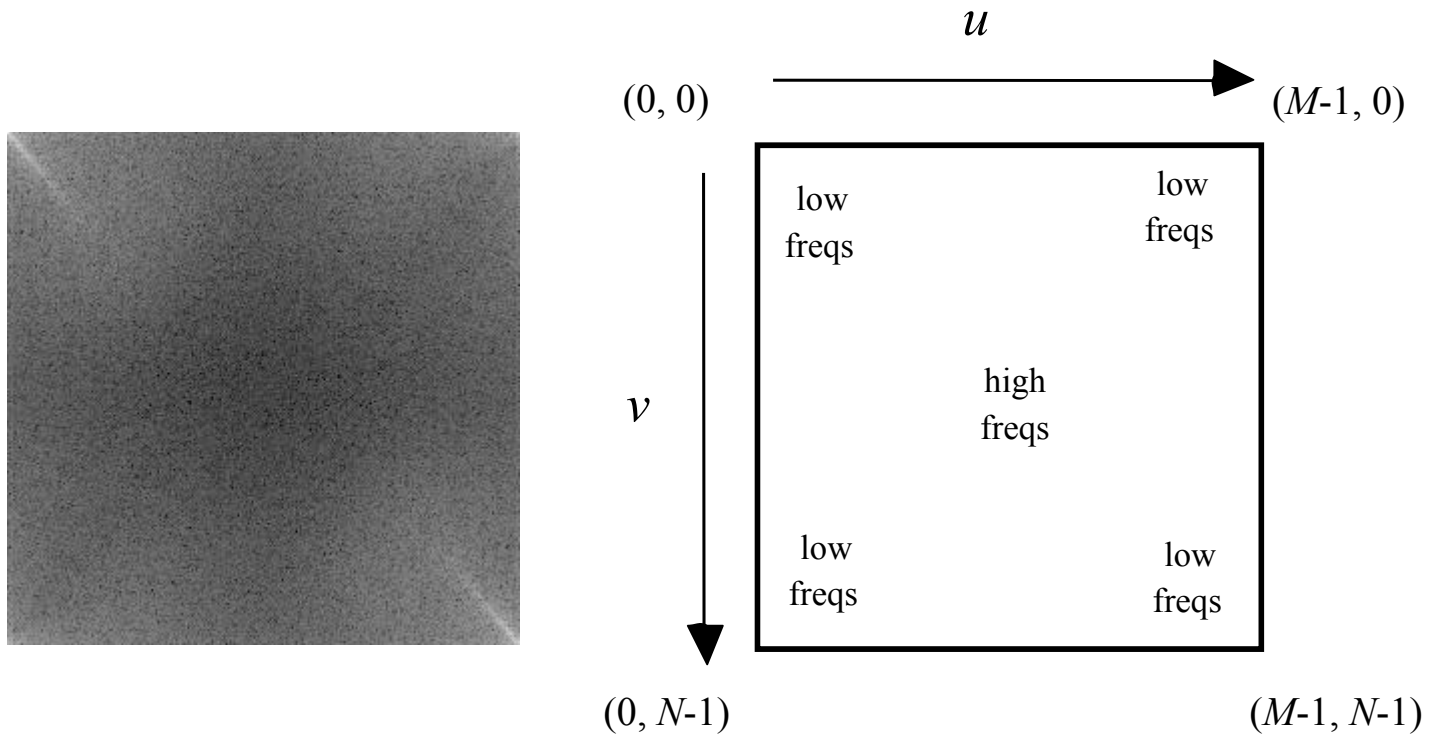 u
(0, 0)
(M-1, 0)
low
freqs
low
freqs
high
freqs
v
low
freqs
low
freqs
(0, N-1)
(M-1, N-1)